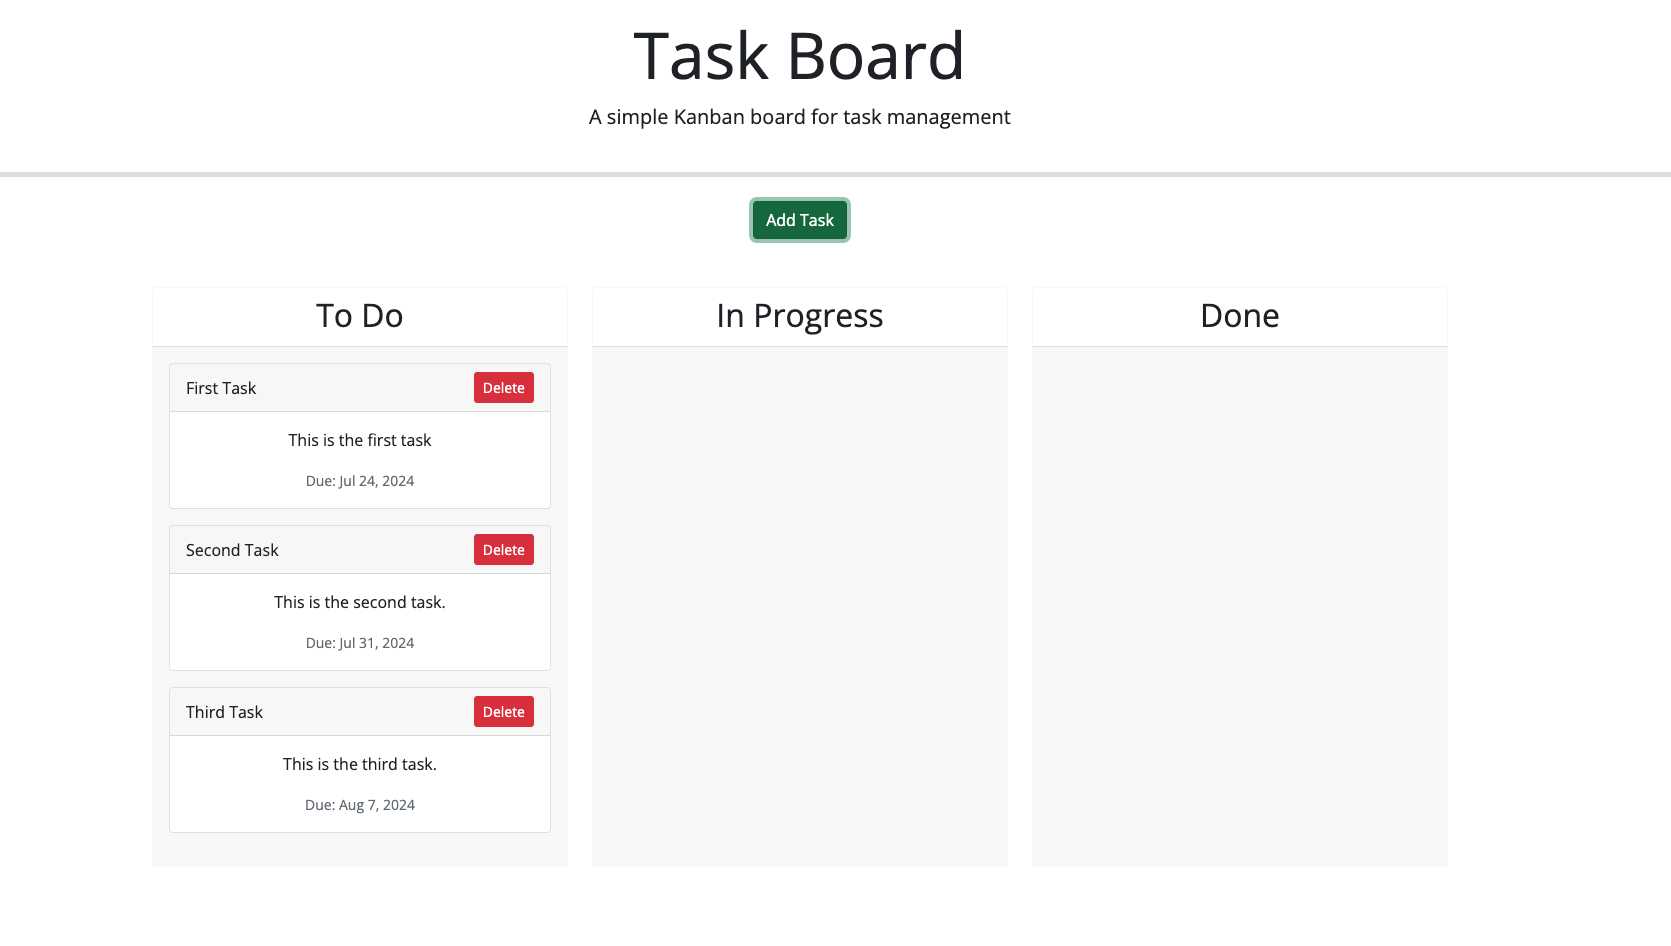 Task Board
A simple Kanban board for task management
Add Task
To Do
First Task
Delete
This is the first task
Due: Jul 24, 2024
Second Task
Delete
This is the second task.
Due: Jul 31, 2024
Third Task
Delete
This is the third task.
Due: Aug 7, 2024
In Progress
Done